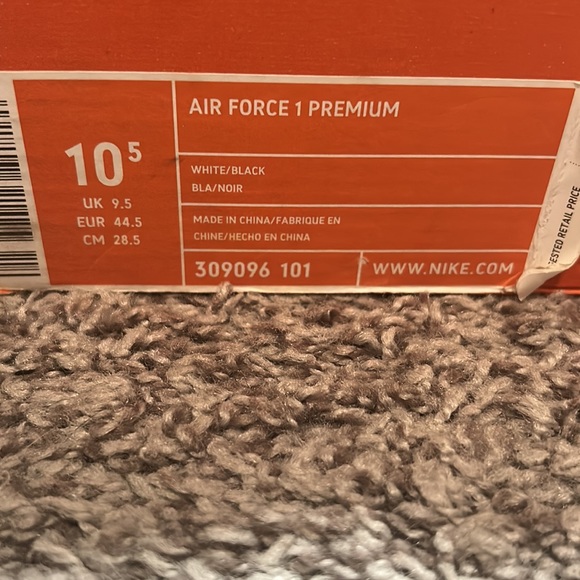 AIR FORCE 1 PREMIUM
10⁵
UK 9.5
EUR 44.5
CM 28.5
WHITE/BLACK
BLA/NOIR
MADE IN CHINA/FABRIQUE EN
CHINE/HECHO EN CHINA
309096 101
WWW.NIKE.COM
RETAIL PRICE